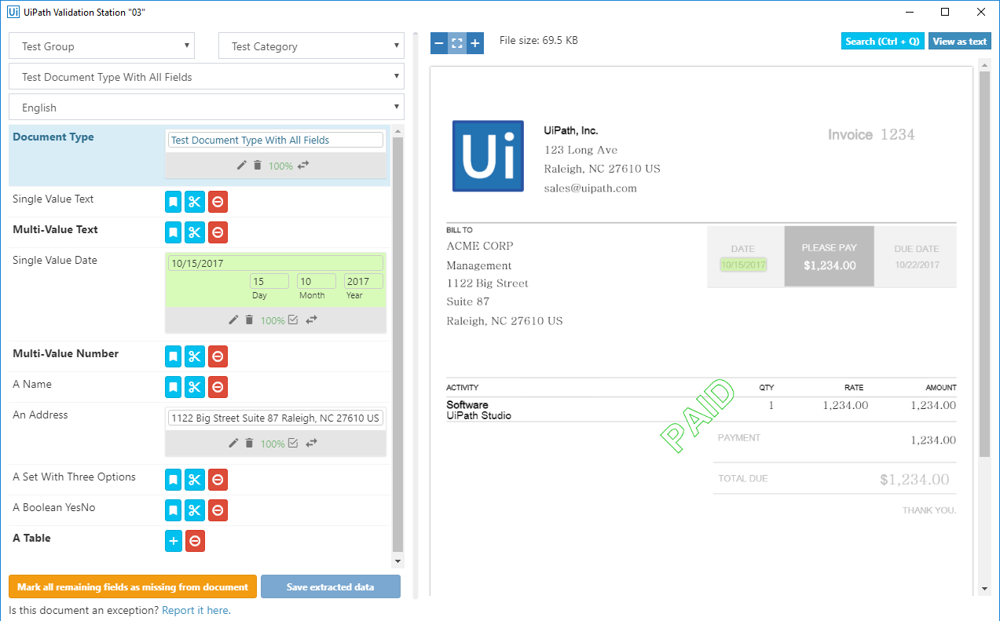 Ui UiPath Validation Station "03"
Test Group
Test Category
Test Document Type With All Fields
English
Document Type
Test Document Type With All Fields
100%
Single Value Text
Multi-Value Text
Single Value Date
10/15/2017
15 10 2017
Day Month Year
100%
Multi-Value Number
A Name
An Address
1122 Big Street Suite 87 Raleigh, NC 27610 US
100%
A Set With Three Options
A Boolean YesNo
A Table
Mark all remaining fields as missing from document
Save extracted data
Is this document an exception? Report it here.
File size: 69.5 KB
Search (Ctrl + Q)
View as text
Ui
UiPath, Inc.
123 Long Ave
Raleigh, NC 27610 US
sales@uipath.com
Invoice 1234
BILL TO
ACME CORP
Management
1122 Big Street
Suite 87
Raleigh, NC 27610 US
DATE
10/15/2017
PLEASE PAY
$1,234.00
DUE DATE
10/22/2017
ACTIVITY QTY RATE AMOUNT
Software 1 1,234.00 1,234.00
UiPath Studio
PAID
PAYMENT 1,234.00
TOTAL DUE $1,234.00
THANK YOU.